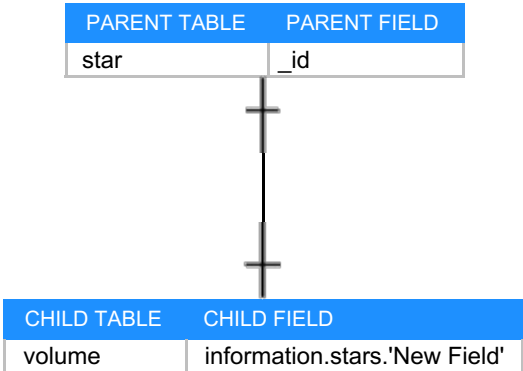 PARENT TABLE PARENT FIELD
star _id
CHILD TABLE CHILD FIELD
volume information.stars.'New Field'